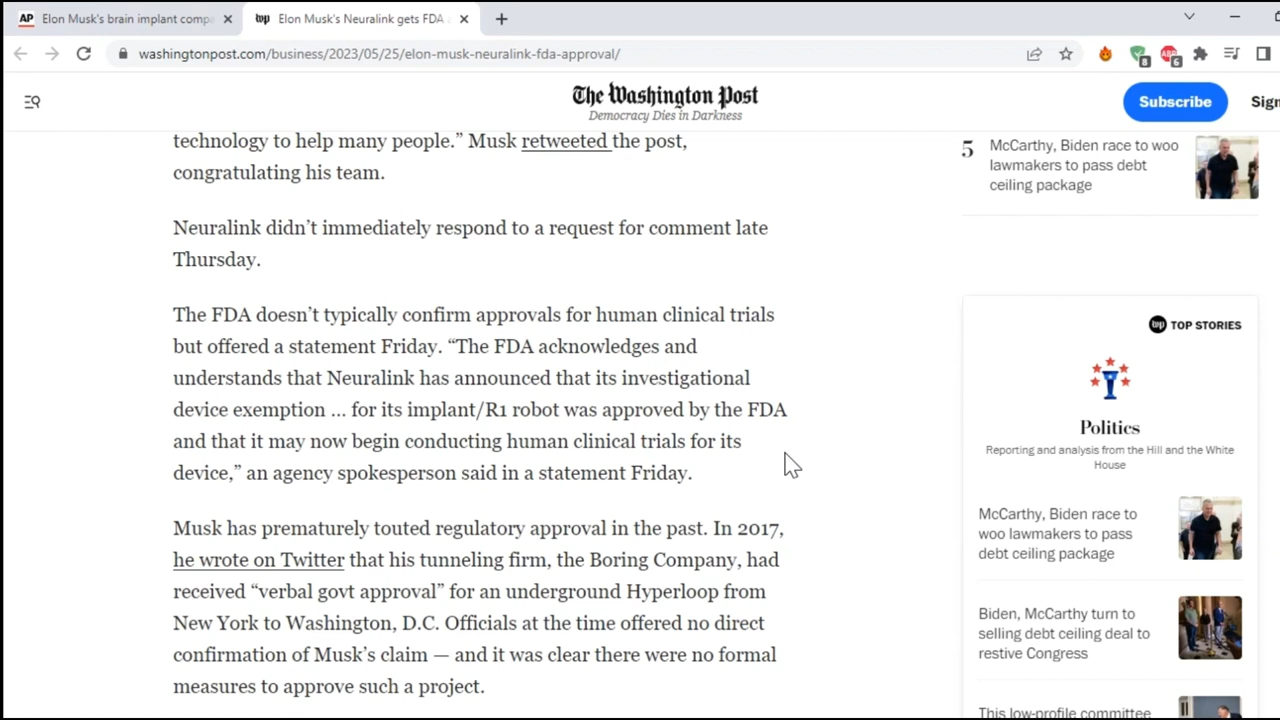 AP Elon Musk's brain implant compa
wp Elon Musk's Neuralink gets FDA a
washingtonpost.com/business/2023/05/25/elon-musk-neuralink-fda-approval/
8
ABP 6
The Washington Post
Democracy Dies in Darkness
Subscribe
Sign
technology to help many people.” Musk retweeted the post,
congratulating his team.
Neuralink didn’t immediately respond to a request for comment late
Thursday.
The FDA doesn’t typically confirm approvals for human clinical trials
but offered a statement Friday. “The FDA acknowledges and
understands that Neuralink has announced that its investigational
device exemption … for its implant/R1 robot was approved by the FDA
and that it may now begin conducting human clinical trials for its
device,” an agency spokesperson said in a statement Friday.
Musk has prematurely touted regulatory approval in the past. In 2017,
he wrote on Twitter that his tunneling firm, the Boring Company, had
received “verbal govt approval” for an underground Hyperloop from
New York to Washington, D.C. Officials at the time offered no direct
confirmation of Musk’s claim — and it was clear there were no formal
measures to approve such a project.
5 McCarthy, Biden race to woo
lawmakers to pass debt
ceiling package
wp TOP STORIES
Politics
Reporting and analysis from the Hill and the White
House
McCarthy, Biden race to
woo lawmakers to pass
debt ceiling package
Biden, McCarthy turn to
selling debt ceiling deal to
restive Congress
This low-profile committee